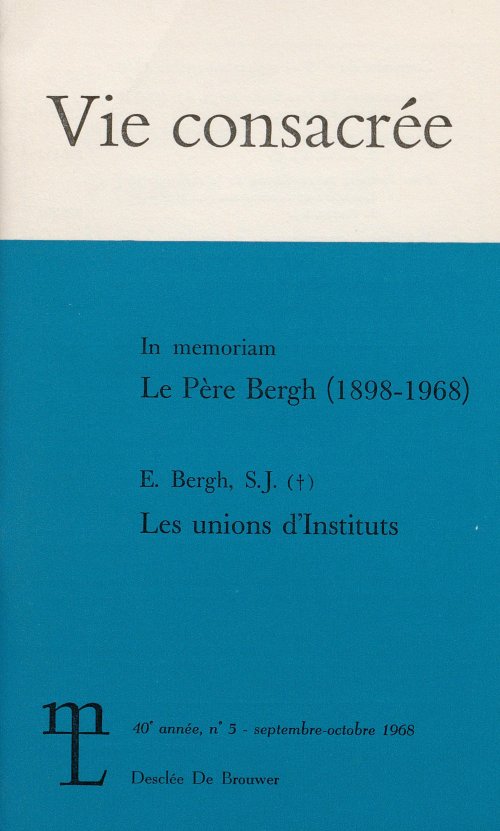 Vie consacrée
In memoriam
Le Père Bergh (1898-1968)
E. Bergh, S.J. (†)
Les unions d'Instituts
40e année, n° 5 - septembre-octobre 1968
Desclée De Brouwer